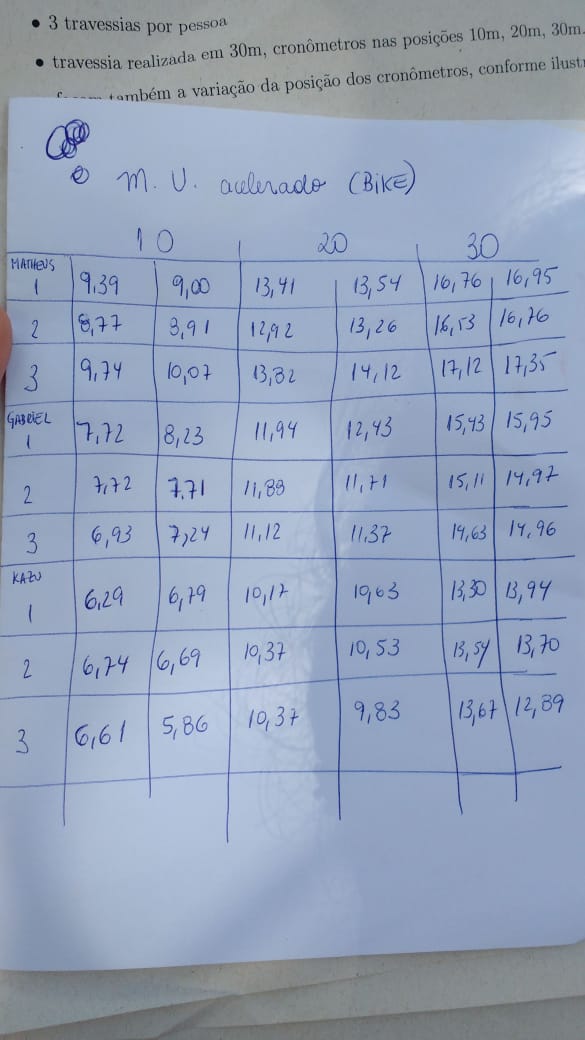 • 3 travessias por pessoa
• travessia realizada em 30m, cronômetros nas posições 10m, 20m, 30m.
também a variação da posição dos cronômetros, conforme ilust
M. U. acelerado (BIKE)
10 20 30
MATHEUS
1 9,39 9,00 13,41 13,54 16,76 16,95
2 8,77 8,91 12,92 13,26 16,53 16,76
3 9,74 10,07 13,82 14,12 17,12 17,35
GABRIEL
1 7,72 8,23 11,94 12,43 15,43 15,95
2 7,72 7,71 11,88 11,71 15,11 14,97
3 6,93 7,24 11,12 11,37 14,63 14,96
KAZU
1 6,29 6,79 10,17 10,63 13,30 13,94
2 6,74 6,69 10,37 10,53 13,54 13,70
3 6,61 5,86 10,37 9,83 13,67 12,89